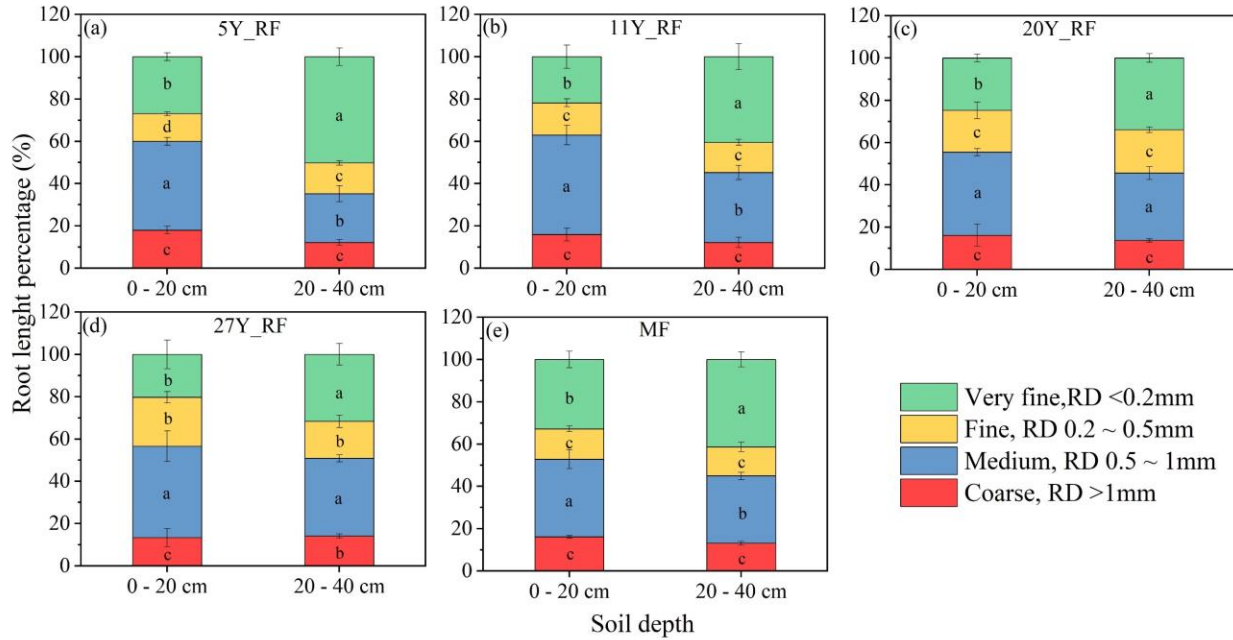 Root lenght percentage (%)
(a) 5Y_RF
120
100
80
60
40
20
0
b
d
a
c
a
c
b
c
0 - 20 cm 20 - 40 cm
(b) 11Y_RF
120
100
80
60
40
20
0
b
c
a
c
a
c
b
c
0 - 20 cm 20 - 40 cm
(c) 20Y_RF
120
100
80
60
40
20
0
b
c
a
c
a
c
a
c
0 - 20 cm 20 - 40 cm
(d) 27Y_RF
120
100
80
60
40
20
0
b
b
a
c
a
b
a
b
0 - 20 cm 20 - 40 cm
(e) MF
120
100
80
60
40
20
0
b
c
a
c
a
c
b
c
0 - 20 cm 20 - 40 cm
Very fine,RD <0.2mm
Fine, RD 0.2 ~ 0.5mm
Medium, RD 0.5 ~ 1mm
Coarse, RD >1mm
Soil depth